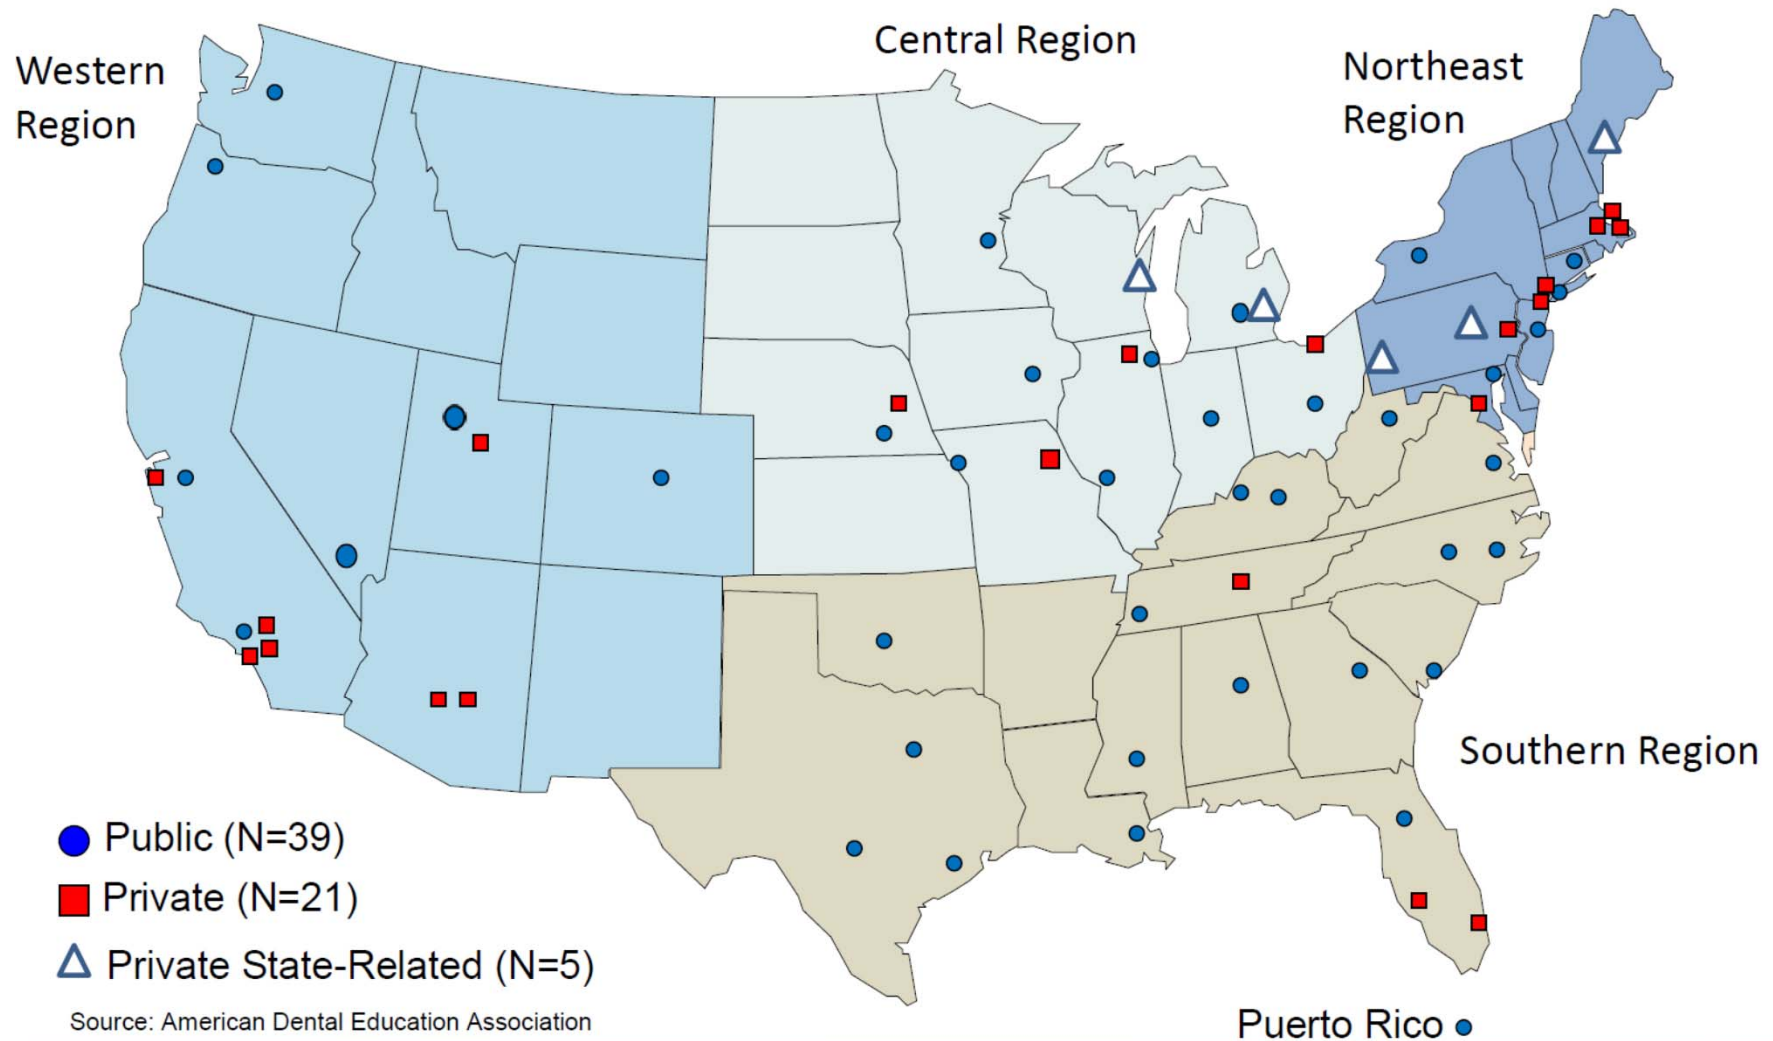 Central Region
Western
Region
Northeast
Region
Southern Region
Public (N=39)
Private (N=21)
Private State-Related (N=5)
Source: American Dental Education Association
Puerto Rico